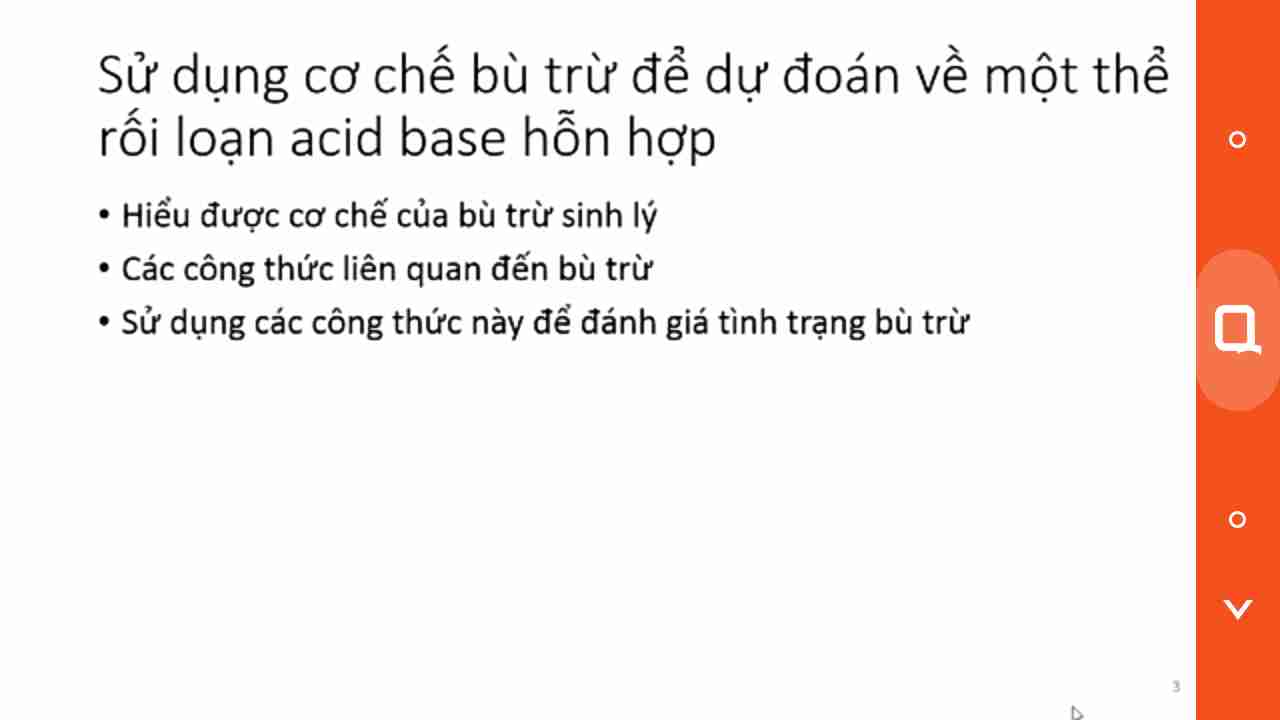 Sử dụng cơ chế bù trừ để dự đoán về một thể
rối loạn acid base hỗn hợp
• Hiểu được cơ chế của bù trừ sinh lý
• Các công thức liên quan đến bù trừ
• Sử dụng các công thức này để đánh giá tình trạng bù trừ
3